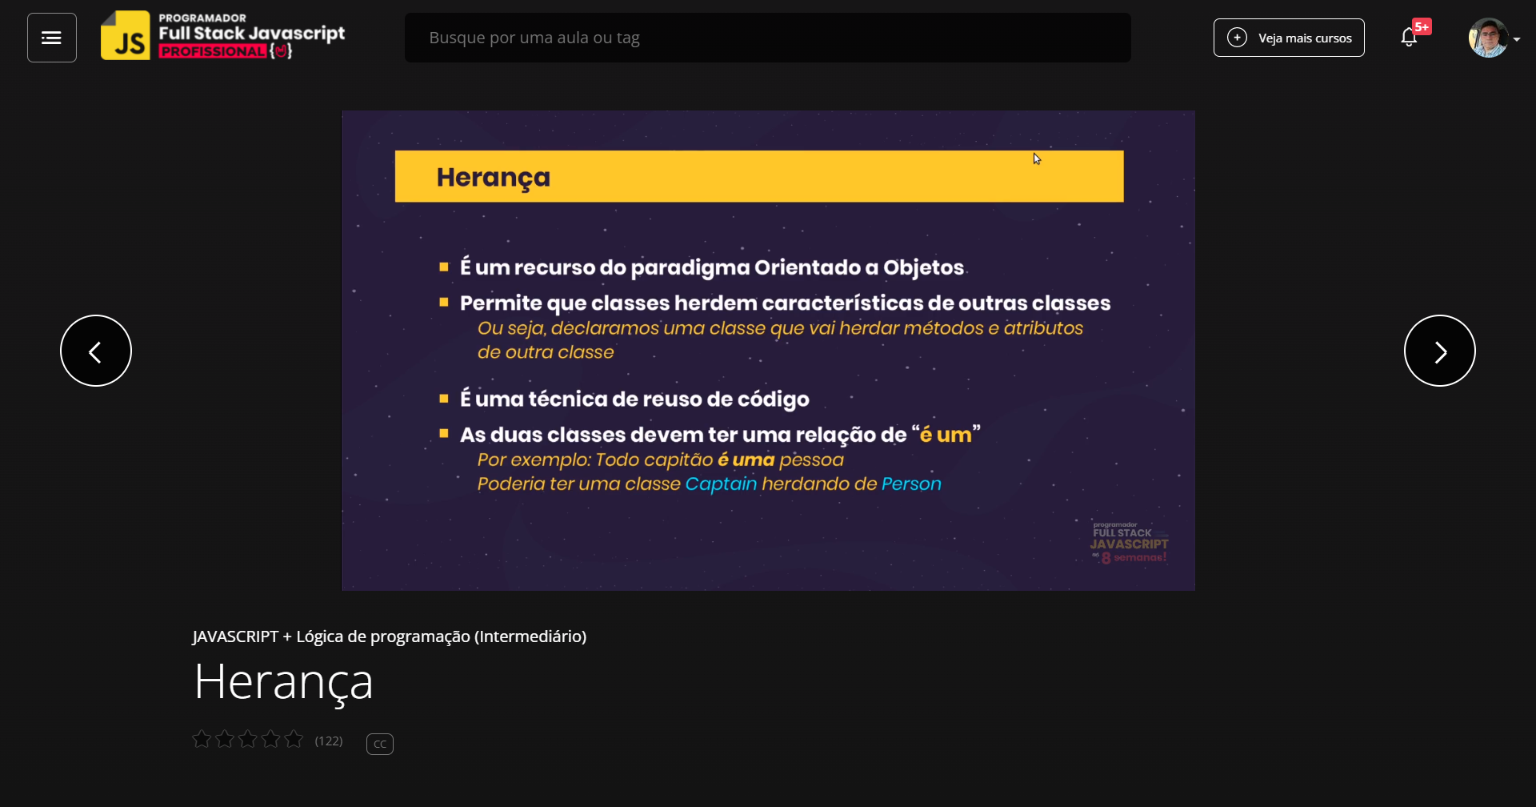 JS
PROGRAMADOR
Full Stack Javascript
PROFISSIONAL
Busque por uma aula ou tag
Veja mais cursos
5+
Herança
É um recurso do paradigma Orientado a Objetos
Permite que classes herdem características de outras classes
Ou seja, declaramos uma classe que vai herdar métodos e atributos
de outra classe
É uma técnica de reuso de código
As duas classes devem ter uma relação de “é um”
Por exemplo: Todo capitão é uma pessoa
Poderia ter uma classe Captain herdando de Person
programador
FULL STACK
JAVASCRIPT
8 semanas!
JAVASCRIPT + Lógica de programação (Intermediário)
Herança
(122)
CC